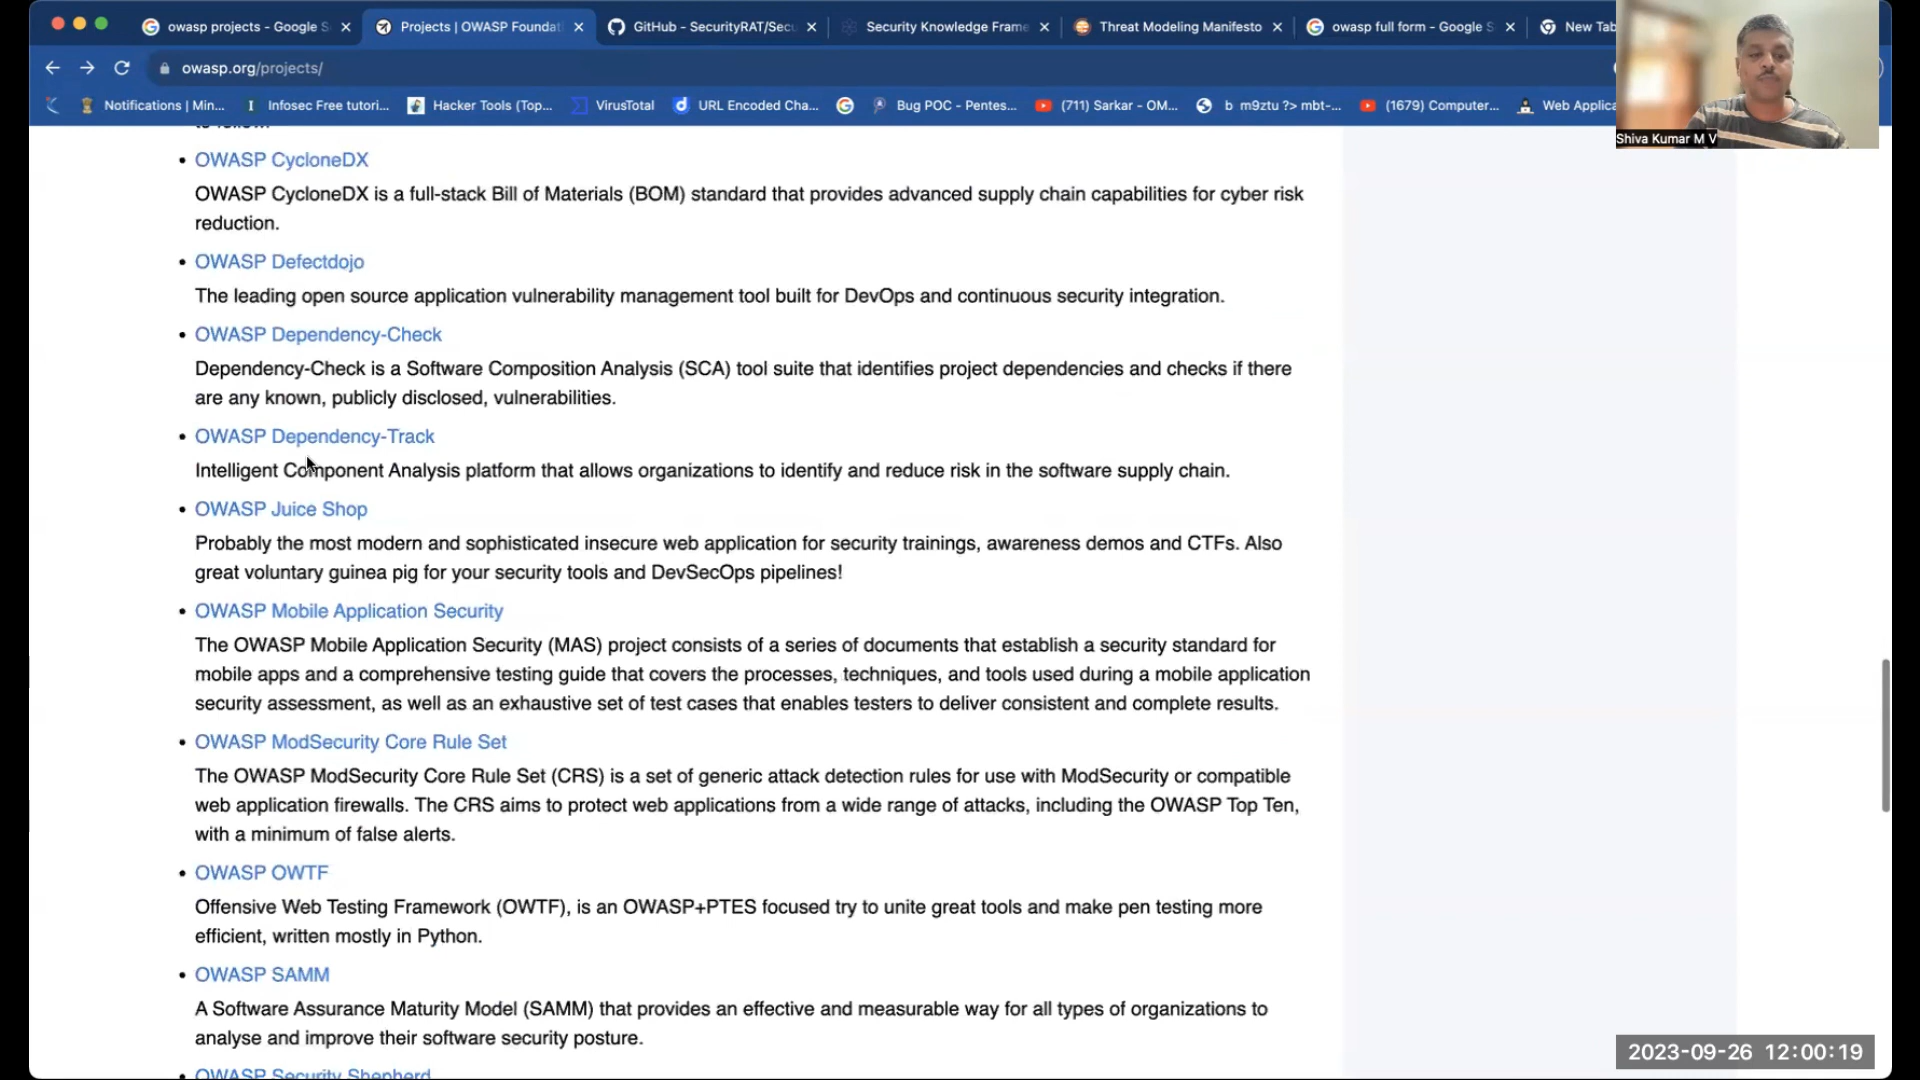 owasp projects - Google S
Projects | OWASP Foundat
GitHub - SecurityRAT/Secu
Security Knowledge Frame
Threat Modeling Manifesto
owasp full form - Google S
New Tab
owasp.org/projects/
Notifications | Min...
Infosec Free tutori...
Hacker Tools (Top...
VirusTotal
URL Encoded Cha...
Bug POC - Pentes...
(711) Sarkar - OM...
b m9ztu ?> mbt-...
(1679) Computer...
Web Applica
Shiva Kumar M V
to follow.
• OWASP CycloneDX
OWASP CycloneDX is a full-stack Bill of Materials (BOM) standard that provides advanced supply chain capabilities for cyber risk
reduction.
• OWASP Defectdojo
The leading open source application vulnerability management tool built for DevOps and continuous security integration.
• OWASP Dependency-Check
Dependency-Check is a Software Composition Analysis (SCA) tool suite that identifies project dependencies and checks if there
are any known, publicly disclosed, vulnerabilities.
• OWASP Dependency-Track
Intelligent Component Analysis platform that allows organizations to identify and reduce risk in the software supply chain.
• OWASP Juice Shop
Probably the most modern and sophisticated insecure web application for security trainings, awareness demos and CTFs. Also
great voluntary guinea pig for your security tools and DevSecOps pipelines!
• OWASP Mobile Application Security
The OWASP Mobile Application Security (MAS) project consists of a series of documents that establish a security standard for
mobile apps and a comprehensive testing guide that covers the processes, techniques, and tools used during a mobile application
security assessment, as well as an exhaustive set of test cases that enables testers to deliver consistent and complete results.
• OWASP ModSecurity Core Rule Set
The OWASP ModSecurity Core Rule Set (CRS) is a set of generic attack detection rules for use with ModSecurity or compatible
web application firewalls. The CRS aims to protect web applications from a wide range of attacks, including the OWASP Top Ten,
with a minimum of false alerts.
• OWASP OWTF
Offensive Web Testing Framework (OWTF), is an OWASP+PTES focused try to unite great tools and make pen testing more
efficient, written mostly in Python.
• OWASP SAMM
A Software Assurance Maturity Model (SAMM) that provides an effective and measurable way for all types of organizations to
analyse and improve their software security posture.
• OWASP Security Shepherd
2023-09-26 12:00:19